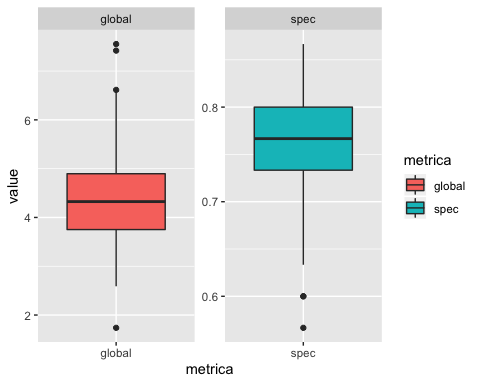 global
spec
value
6
4
2
0.8
0.7
0.6
global
spec
metrica
metrica
global
spec